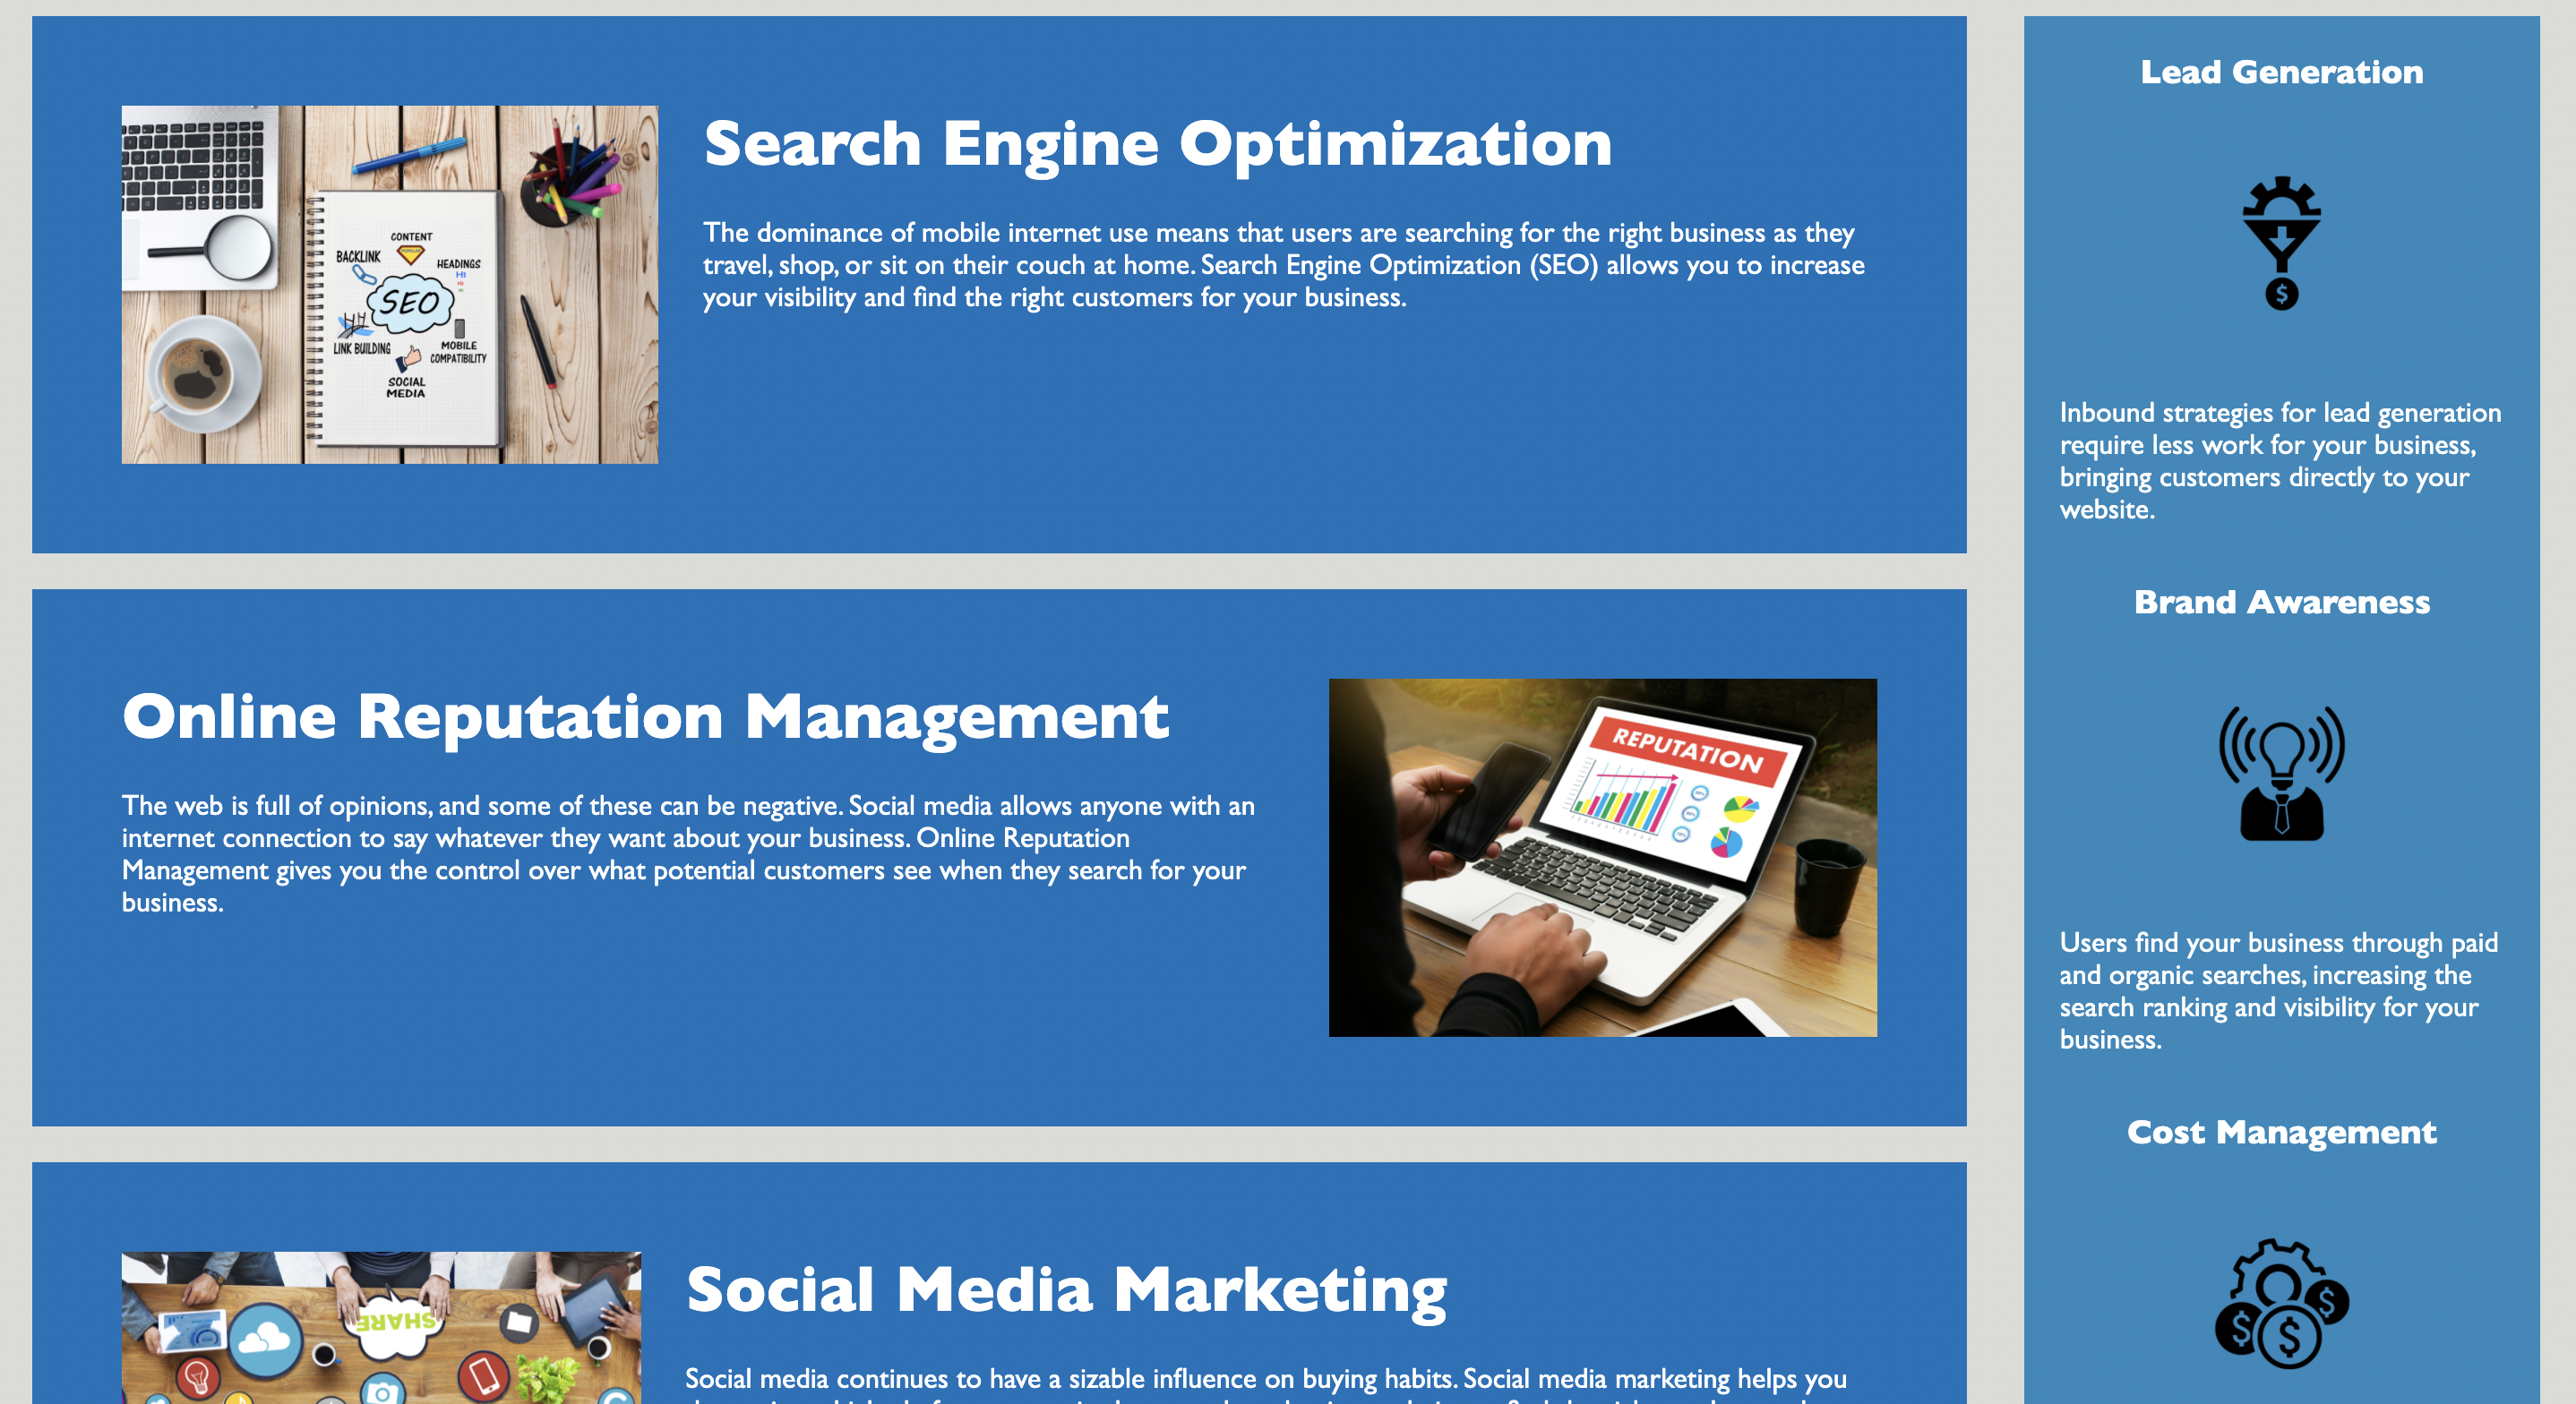 Search Engine Optimization
The dominance of mobile internet use means that users are searching for the right business as they
travel, shop, or sit on their couch at home. Search Engine Optimization (SEO) allows you to increase
your visibility and find the right customers for your business.
CONTENT
BACKLINK
HEADINGS
H1
SEO
LINK BUILDING
MOBILE
COMPATIBILITY
SOCIAL
MEDIA
Online Reputation Management
The web is full of opinions, and some of these can be negative. Social media allows anyone with an
internet connection to say whatever they want about your business. Online Reputation
Management gives you the control over what potential customers see when they search for your
business.
REPUTATION
Social Media Marketing
Social media continues to have a sizable influence on buying habits. Social media marketing helps you
SHARE
Lead Generation
$
Inbound strategies for lead generation
require less work for your business,
bringing customers directly to your
website.
Brand Awareness
Users find your business through paid
and organic searches, increasing the
search ranking and visibility for your
business.
Cost Management
$ $ $